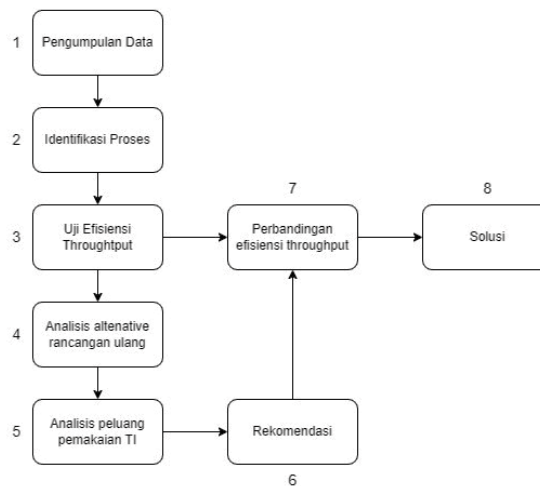 1
Pengumpulan Data
2
Identifikasi Proses
3
Uji Efisiensi
Throughtput
7
Perbandingan
efisiensi throughput
8
Solusi
4
Analisis altenative
rancangan ulang
5
Analisis peluang
pemakaian TI
Rekomendasi
6